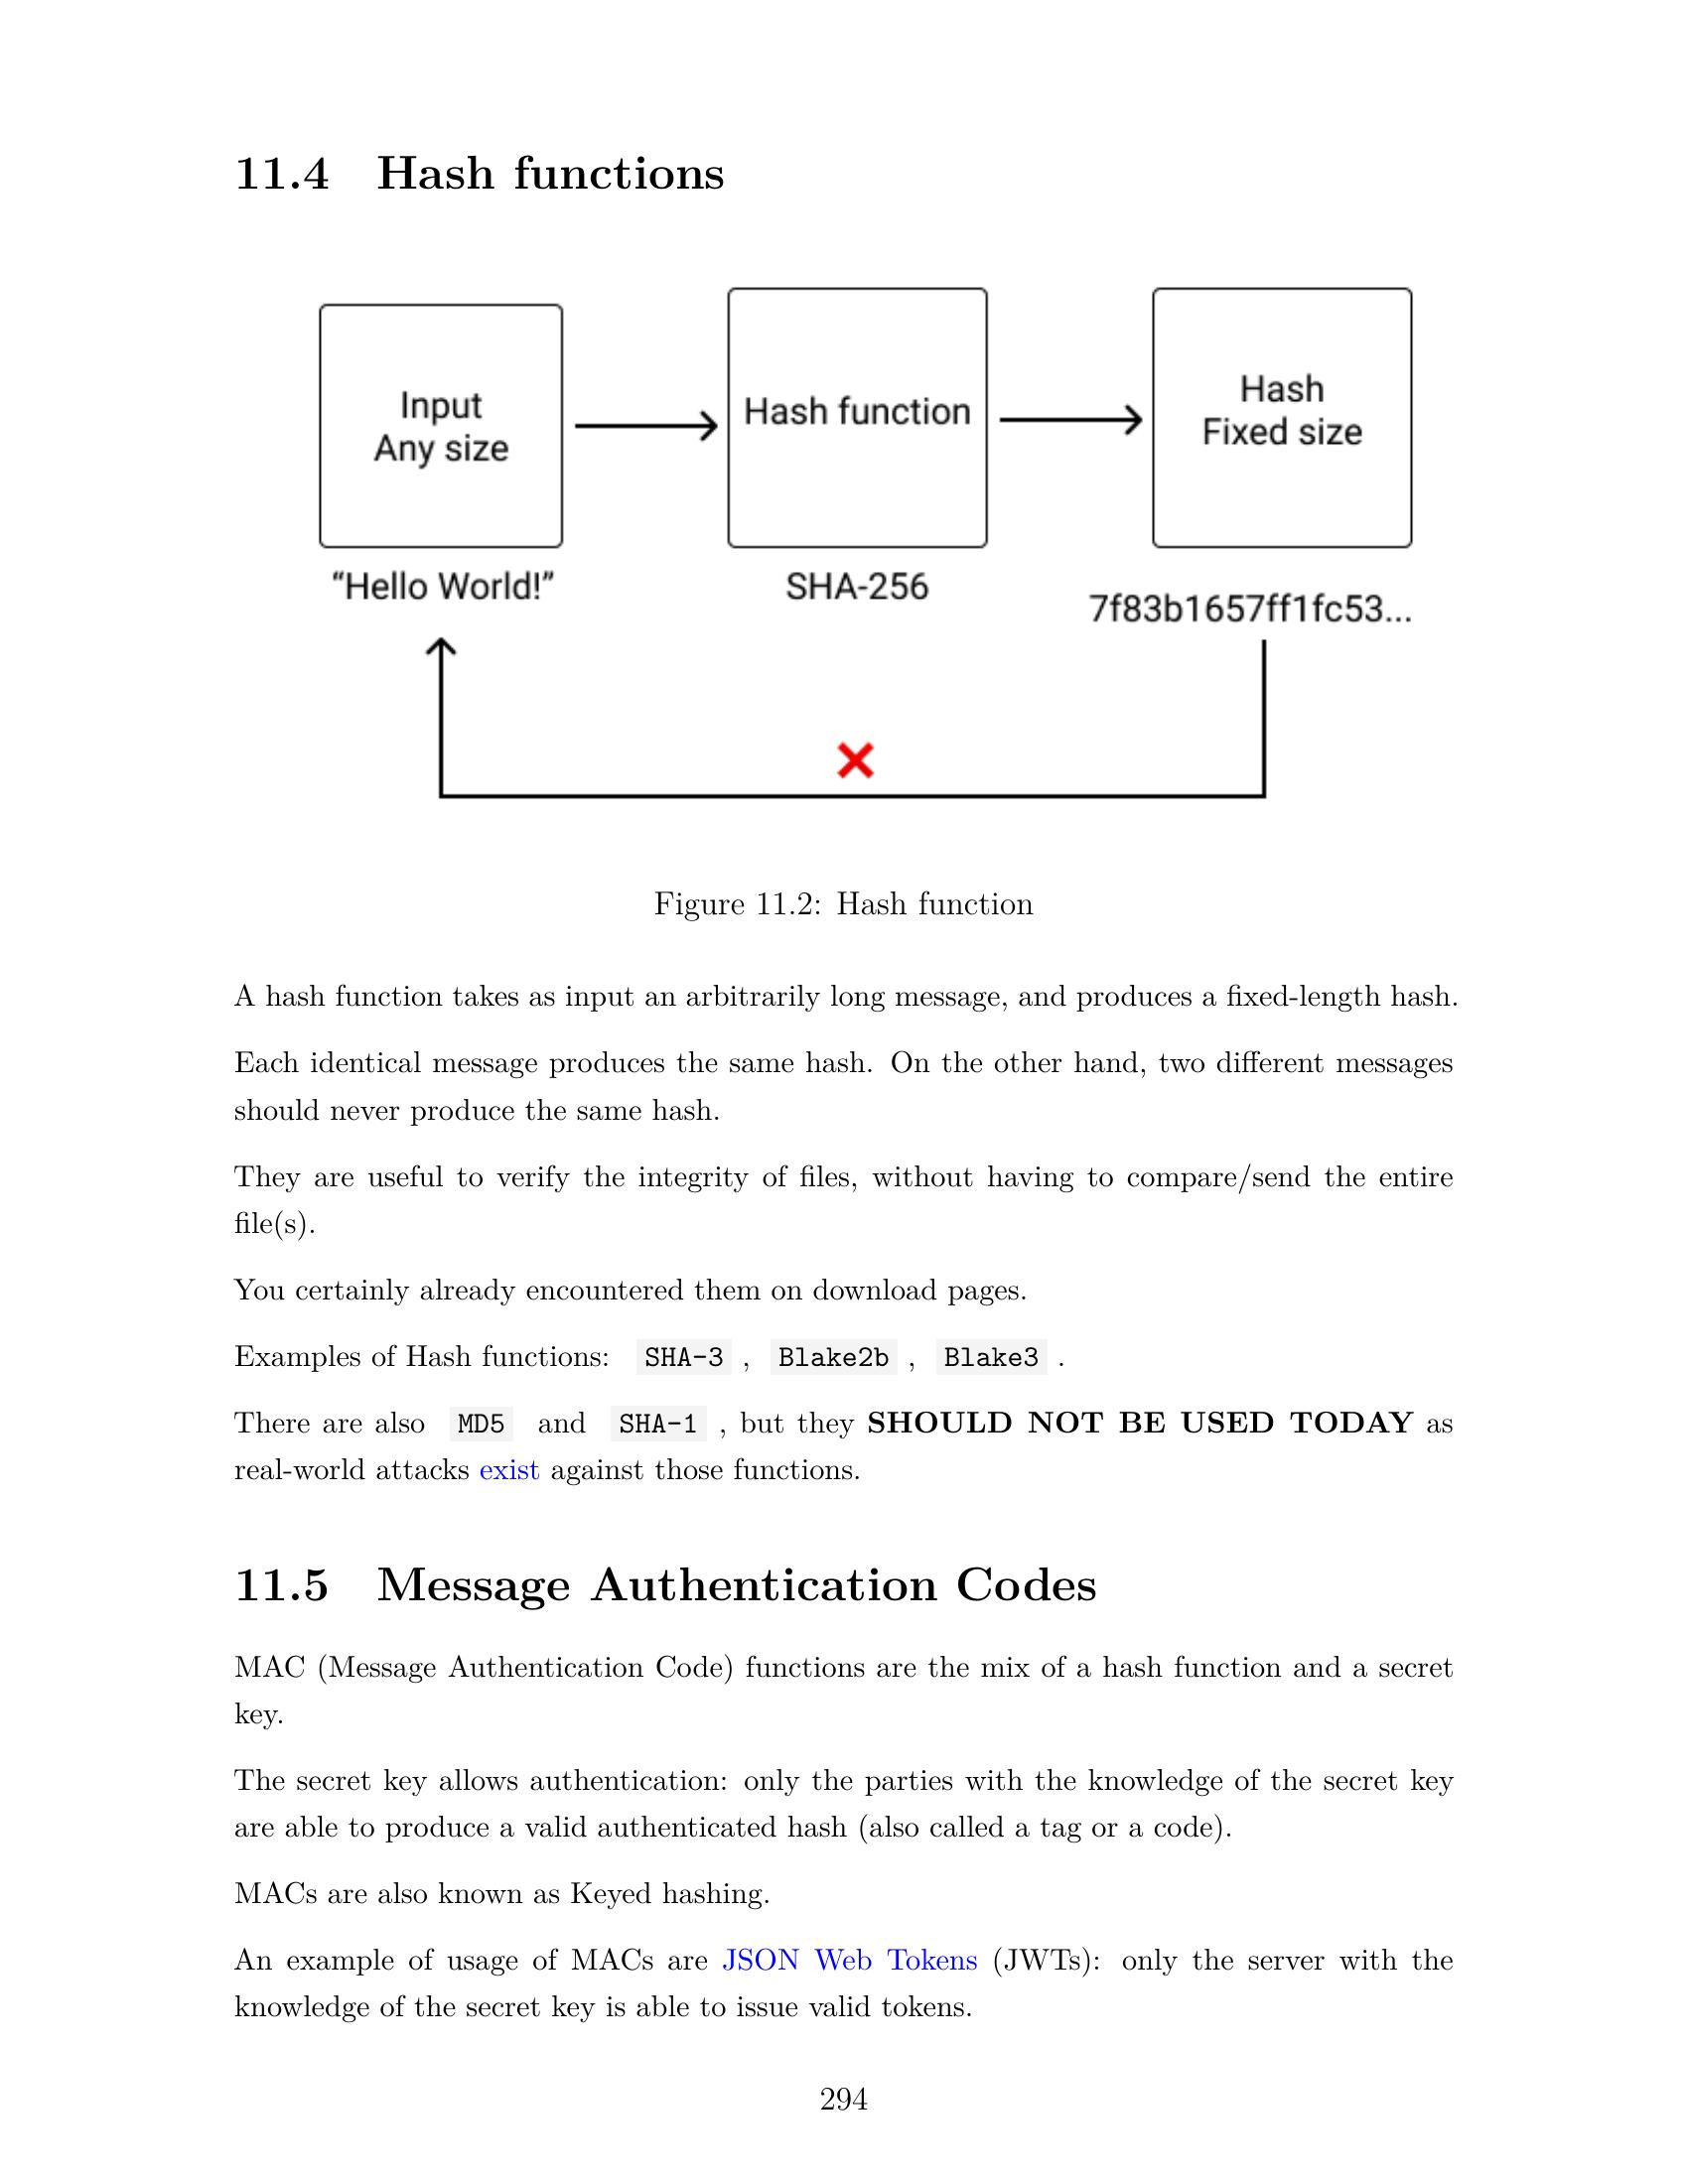 11.4 Hash functions
Input
Any size
Hash function
Hash
Fixed size
“Hello World!”
SHA-256
7f83b1657ff1fc53...
Figure 11.2: Hash function
A hash function takes as input an arbitrarily long message, and produces a fixed-length hash.
Each identical message produces the same hash. On the other hand, two different messages
should never produce the same hash.
They are useful to verify the integrity of files, without having to compare/send the entire
file(s).
You certainly already encountered them on download pages.
Examples of Hash functions: SHA-3 , Blake2b , Blake3 .
There are also MD5 and SHA-1 , but they SHOULD NOT BE USED TODAY as
real-world attacks exist against those functions.
11.5 Message Authentication Codes
MAC (Message Authentication Code) functions are the mix of a hash function and a secret
key.
The secret key allows authentication: only the parties with the knowledge of the secret key
are able to produce a valid authenticated hash (also called a tag or a code).
MACs are also known as Keyed hashing.
An example of usage of MACs are JSON Web Tokens (JWTs): only the server with the
knowledge of the secret key is able to issue valid tokens.
294